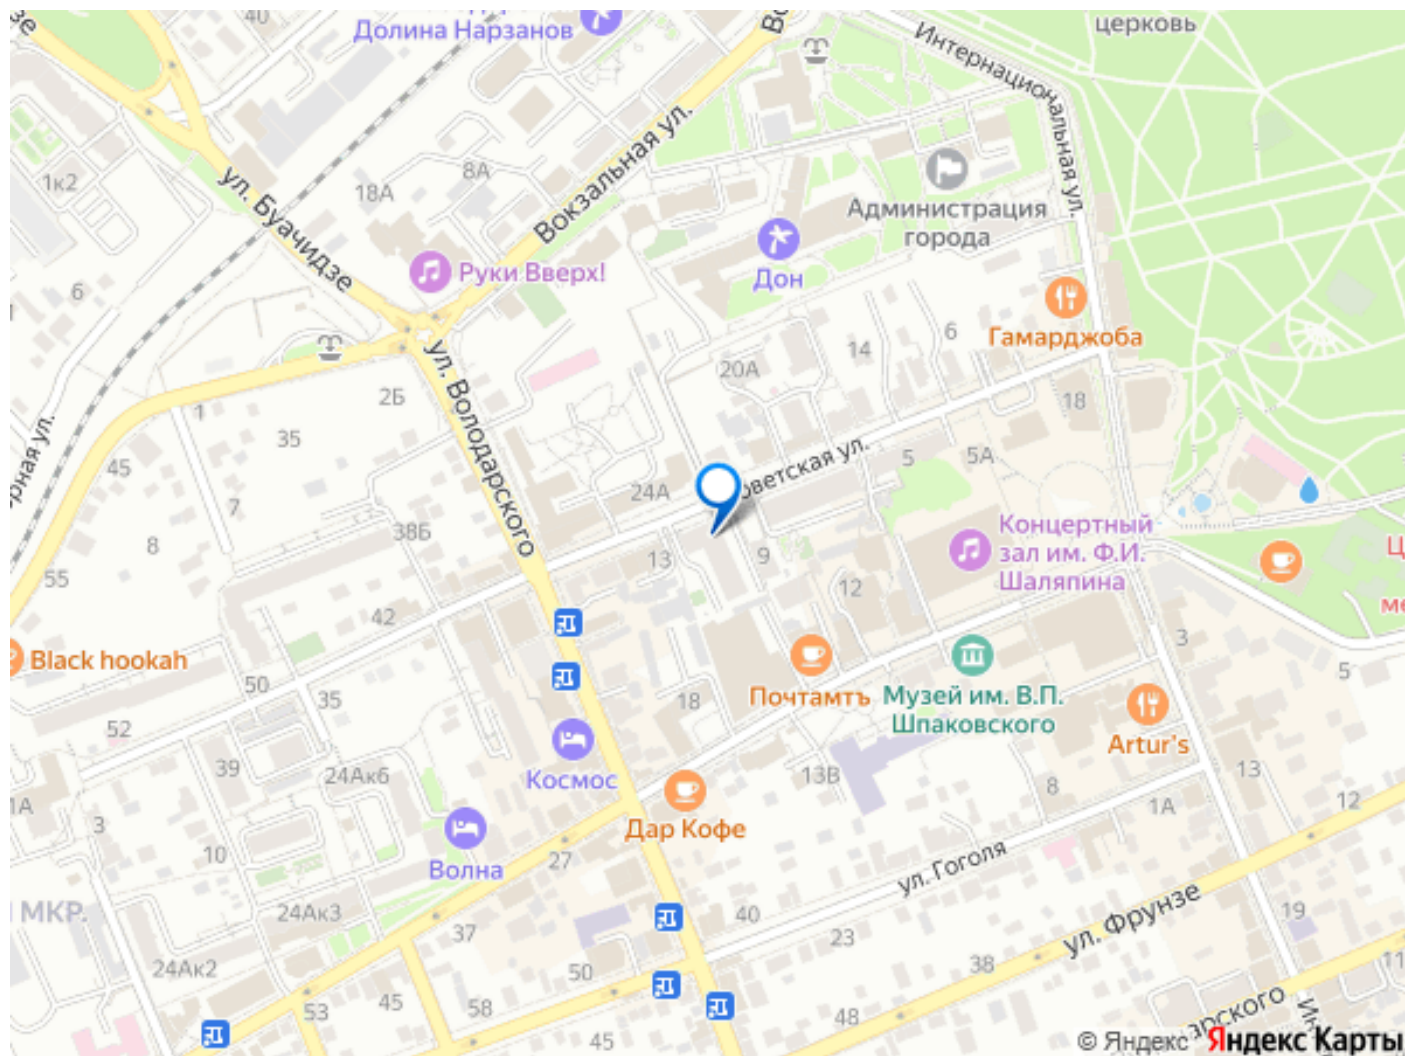 40
Долина Нарзанов
церковь
Интернациональная ул.
1к2
18А
8А
Вокзальная ул.
ул. Буачидзе
Администрация
города
Дон
Руки Вверх!
6
Гамарджоба
6
14
20А
2Б
1
35
45
7
ул. Володарского
18
5А
5
Советская ул.
24А
38Б
8
13
9
12
Концертный
зал им. Ф.И.
Шаляпина
55
42
3
5
Black hookah
50
35
52
18
Почтамтъ
Музей им. В.П.
Шпаковского
Artur's
Космос
39
24Ак6
13В
8
1А
13
12
1А
3
10
Волна
Дар Кофе
27
ул. Гоголя
МКР.
24Ак3
37
40
23
ул. Фрунзе
19
24Ак2
50
38
11
45
58
53
45
48
© Яндекс Яндекс Карты